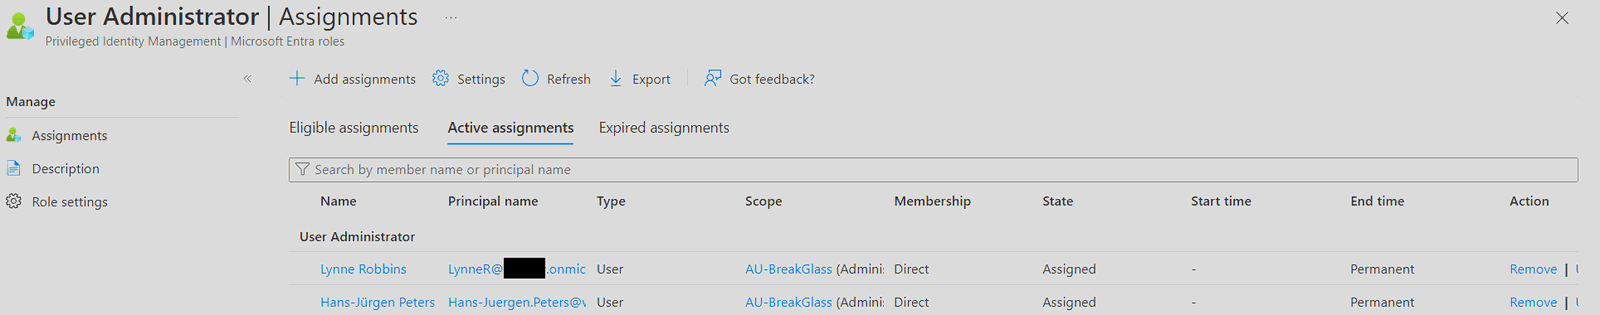 User Administrator | Assignments ...
Privileged Identity Management | Microsoft Entra roles
«
Add assignments Settings Refresh Export Got feedback?
Manage
Assignments
Description
Role settings
Eligible assignments Active assignments Expired assignments
Search by member name or principal name
Name Principal name Type Scope Membership State Start time End time Action
User Administrator
Lynne Robbins LynneR@ .onmic User AU-BreakGlass (Adminis Direct Assigned - Permanent Remove |
Hans-Jürgen Peters Hans-Juergen.Peters@v User AU-BreakGlass (Adminis Direct Assigned - Permanent Remove |